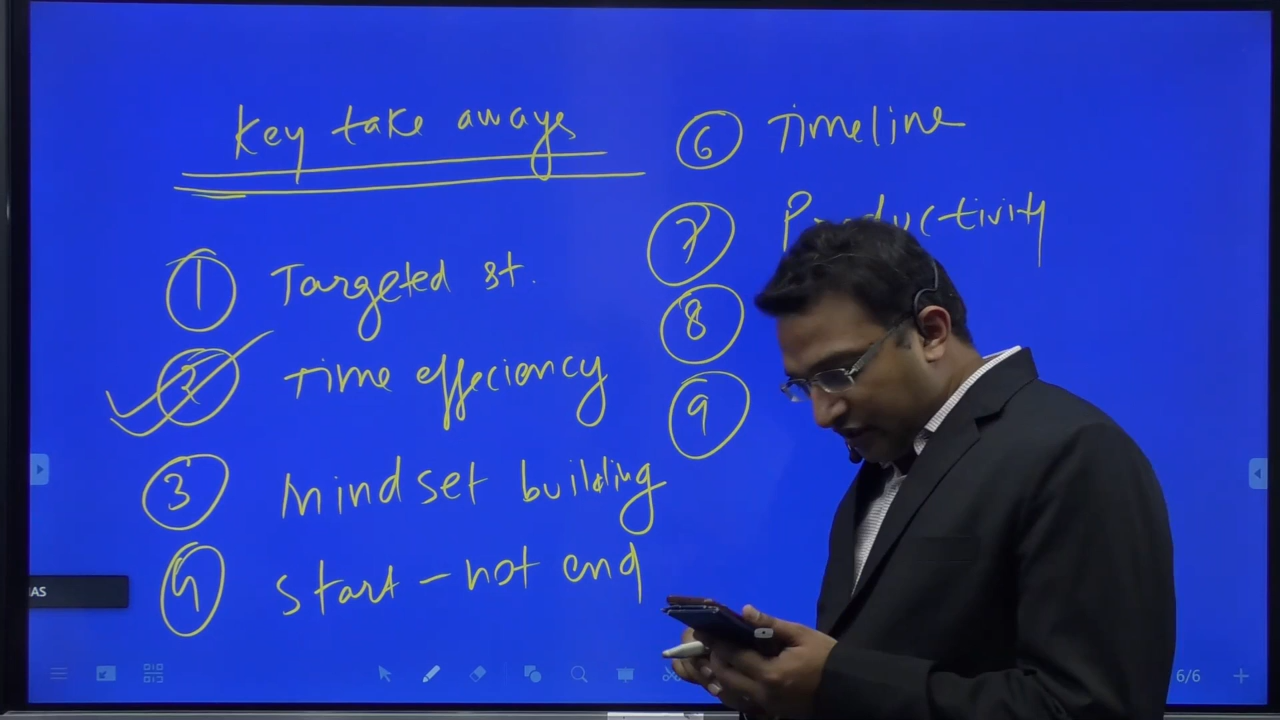 Key take aways
1 Targeted st.
2 Time effeciency
3 Mindset building
4 Start - not end
6 Timeline
7 Productivity
8
9
IAS
6/6